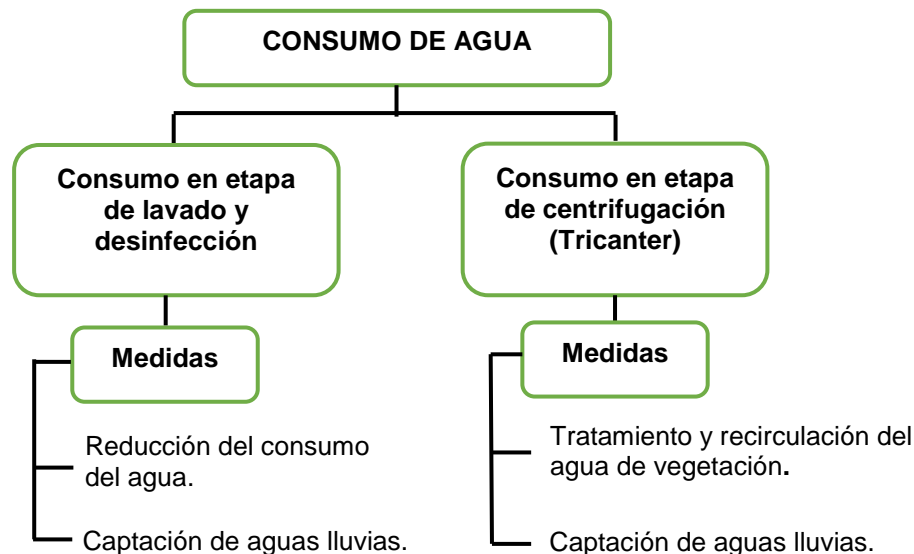 CONSUMO DE AGUA
Consumo en etapa
de lavado y
desinfección
Medidas
Reducción del consumo
del agua.
Captación de aguas lluvias.
Consumo en etapa
de centrifugación
(Tricanter)
Medidas
Tratamiento y recirculación del
agua de vegetación.
Captación de aguas lluvias.